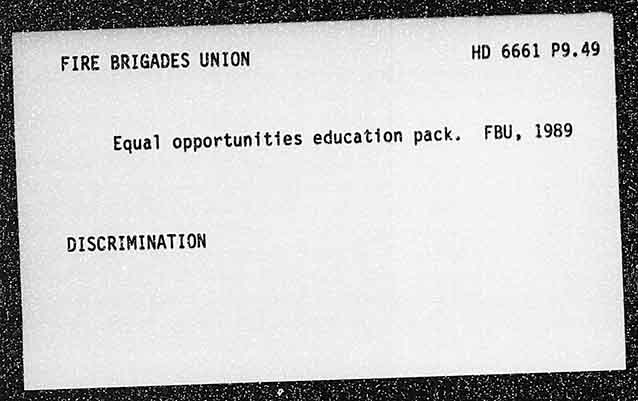 FIRE BRIGADES UNION HD 6661 P9.49
Equal opportunities education pack. FBU, 1989
DISCRIMINATION